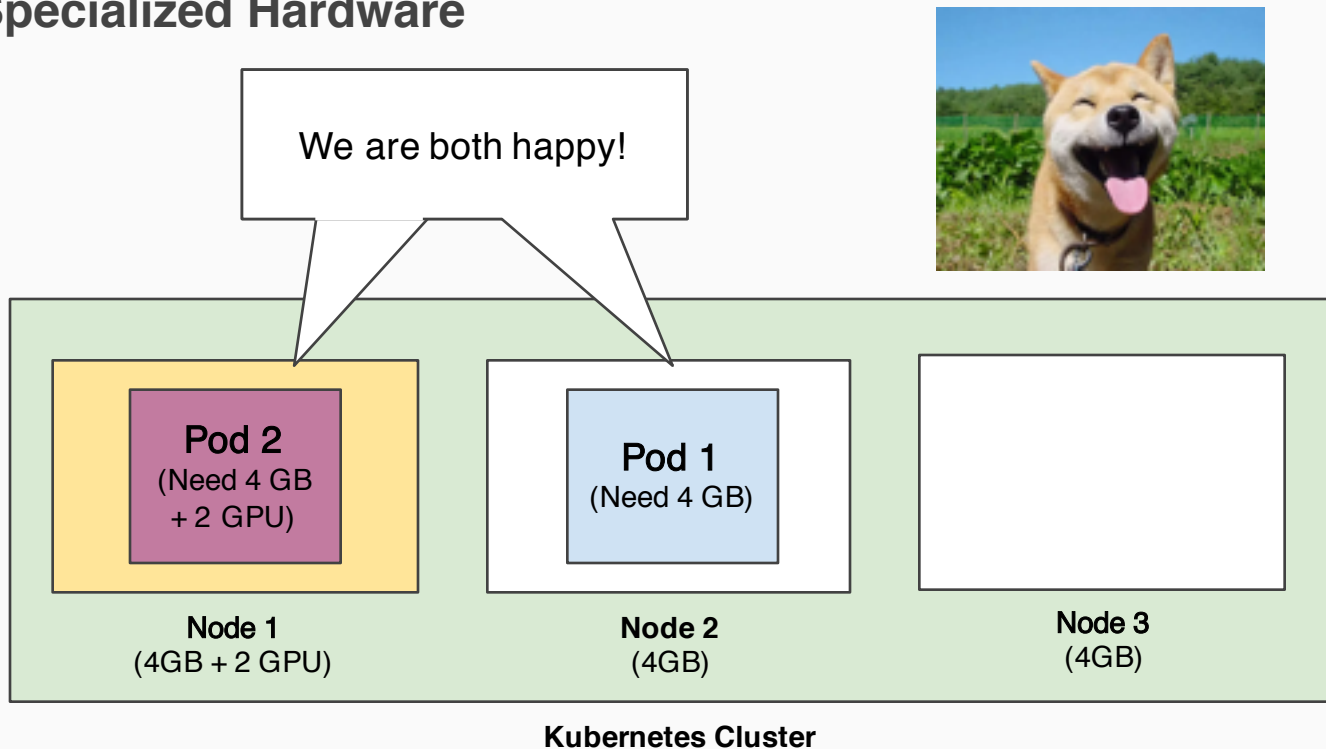 Specialized Hardware
We are both happy!
Pod 2
(Need 4 GB
+ 2 GPU)
Pod 1
(Need 4 GB)
Node 1
(4GB + 2 GPU)
Node 2
(4GB)
Node 3
(4GB)
Kubernetes Cluster